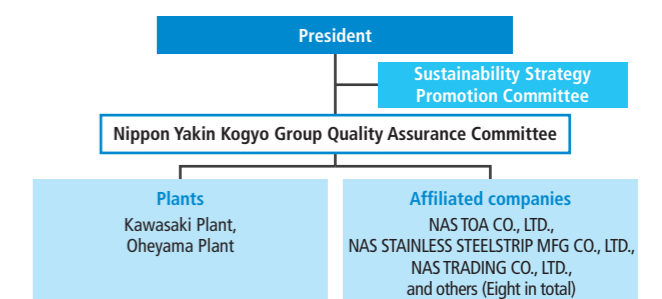 President
Sustainability Strategy
Promotion Committee
Nippon Yakin Kogyo Group Quality Assurance Committee
Plants
Kawasaki Plant,
Oheyama Plant
Affiliated companies
NAS TOA CO., LTD.,
NAS STAINLESS STEELSTRIP MFG CO., LTD.,
NAS TRADING CO., LTD.,
and others (Eight in total)